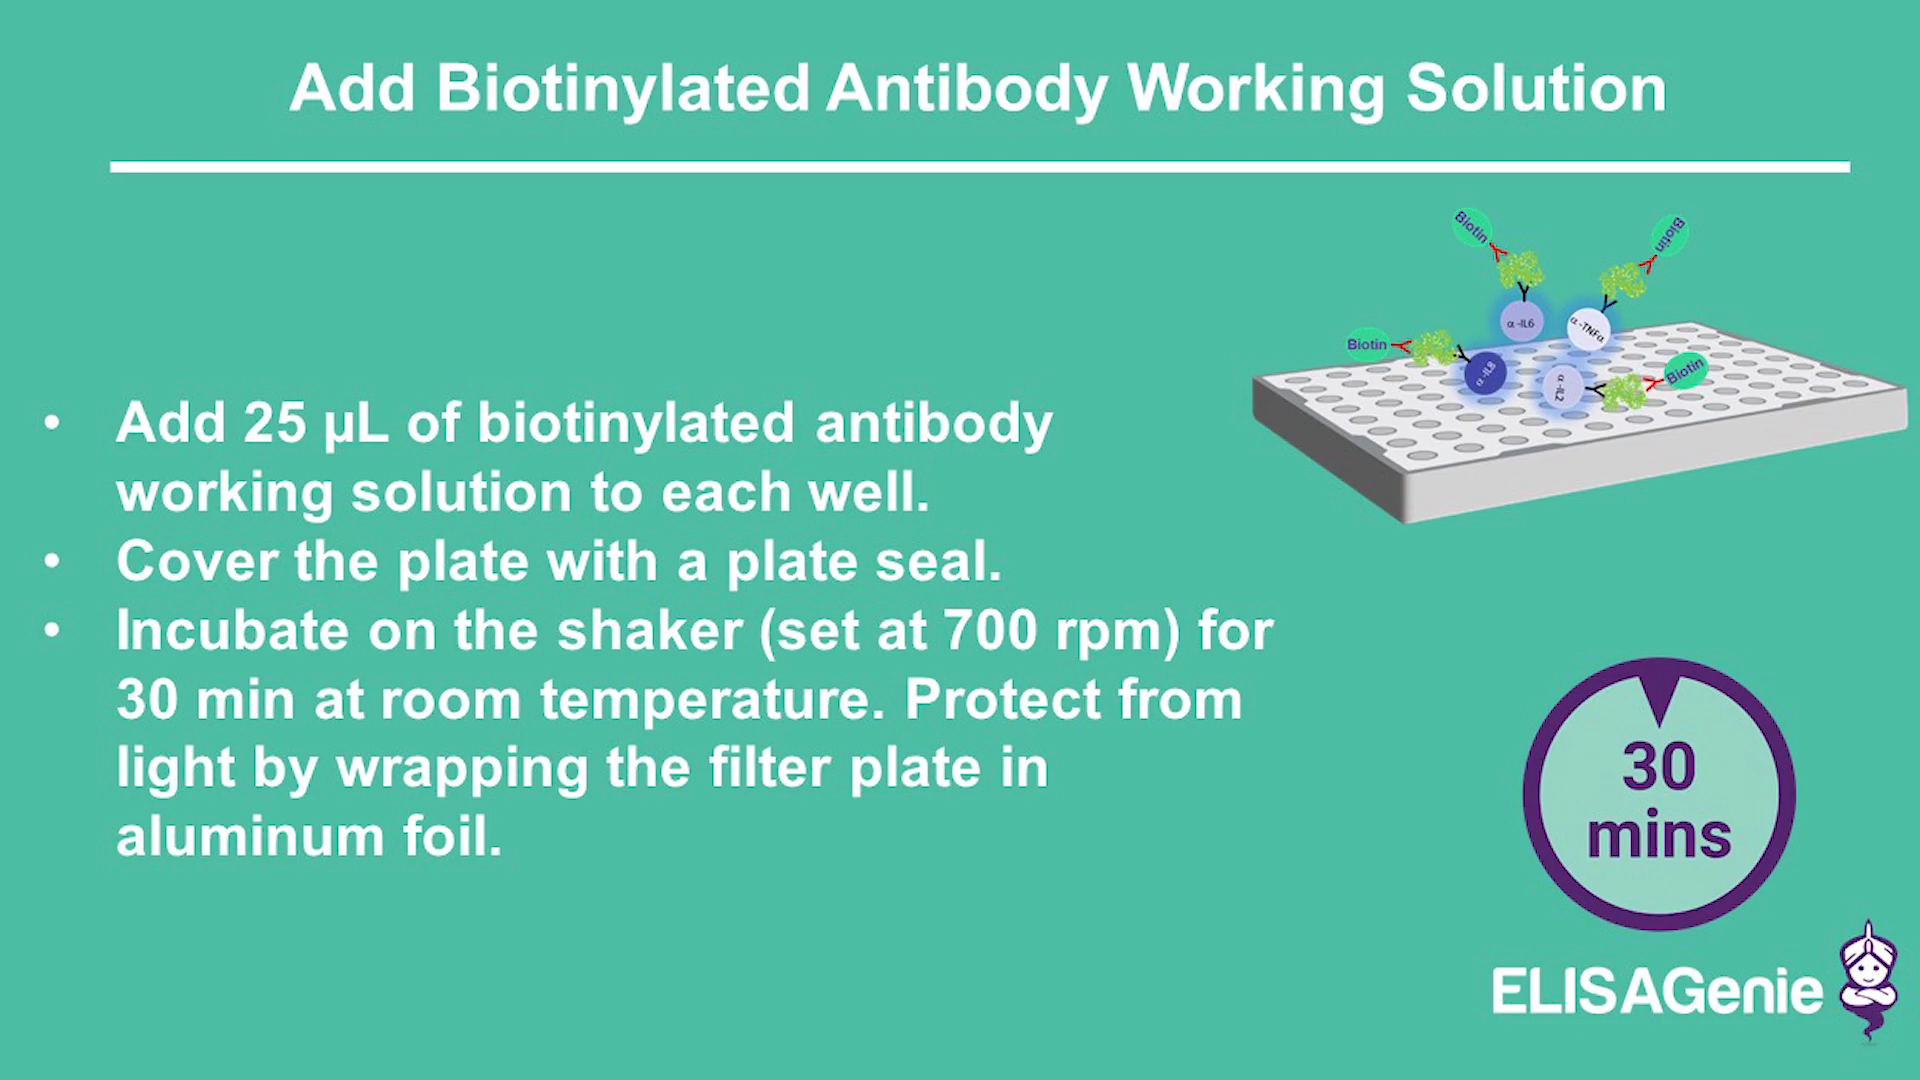 Add Biotinylated Antibody Working Solution
Biotin
Biotin
α-IL6
α-TNFα
Biotin
α-IL8
α-IL2
Biotin
• Add 25 µL of biotinylated antibody
working solution to each well.
• Cover the plate with a plate seal.
• Incubate on the shaker (set at 700 rpm) for
30 min at room temperature. Protect from
light by wrapping the filter plate in
aluminum foil.
30
mins
ELISAGenie